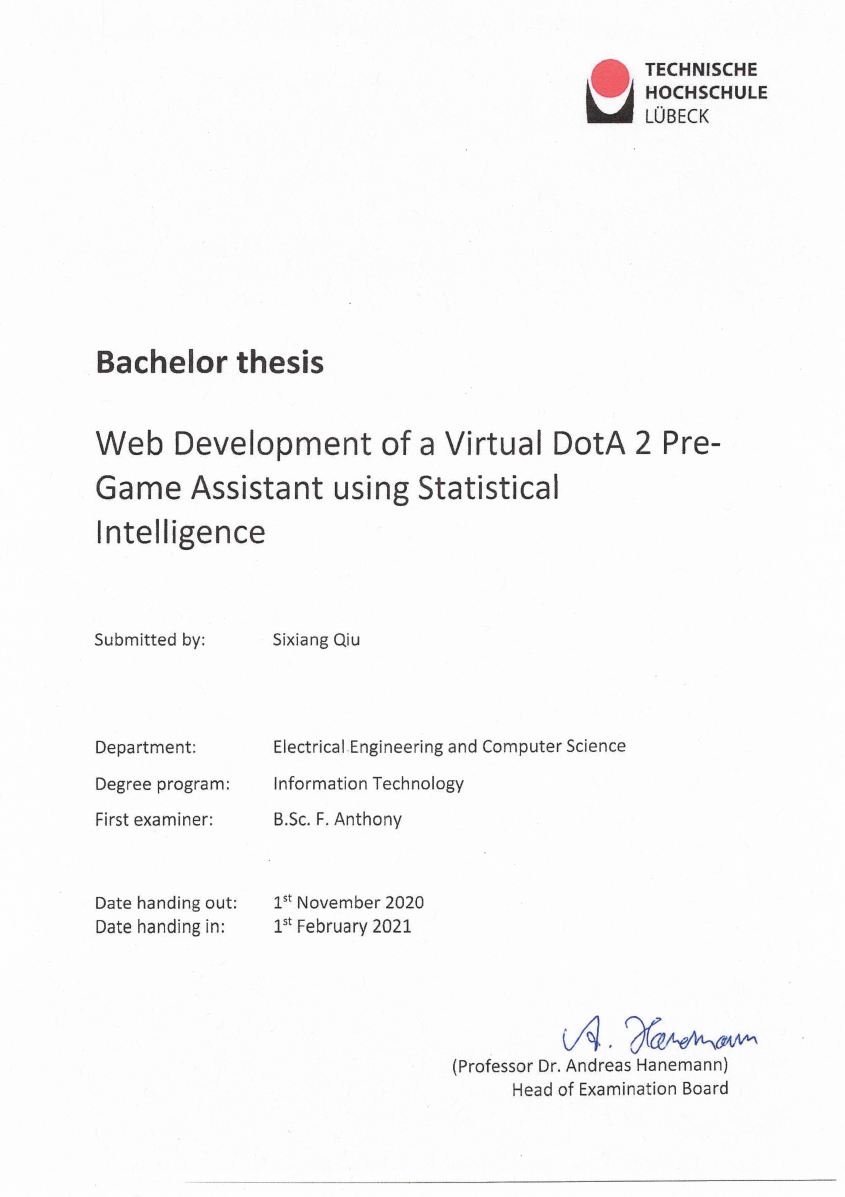 TECHNISCHE
HOCHSCHULE
LÜBECK
Bachelor thesis
Web Development of a Virtual DotA 2 Pre-
Game Assistant using Statistical
Intelligence
Submitted by: Sixiang Qiu
Department: Electrical Engineering and Computer Science
Degree program: Information Technology
First examiner: B.Sc. F. Anthony
Date handing out: 1st November 2020
Date handing in: 1st February 2021
A. Hanemann
(Professor Dr. Andreas Hanemann)
Head of Examination Board